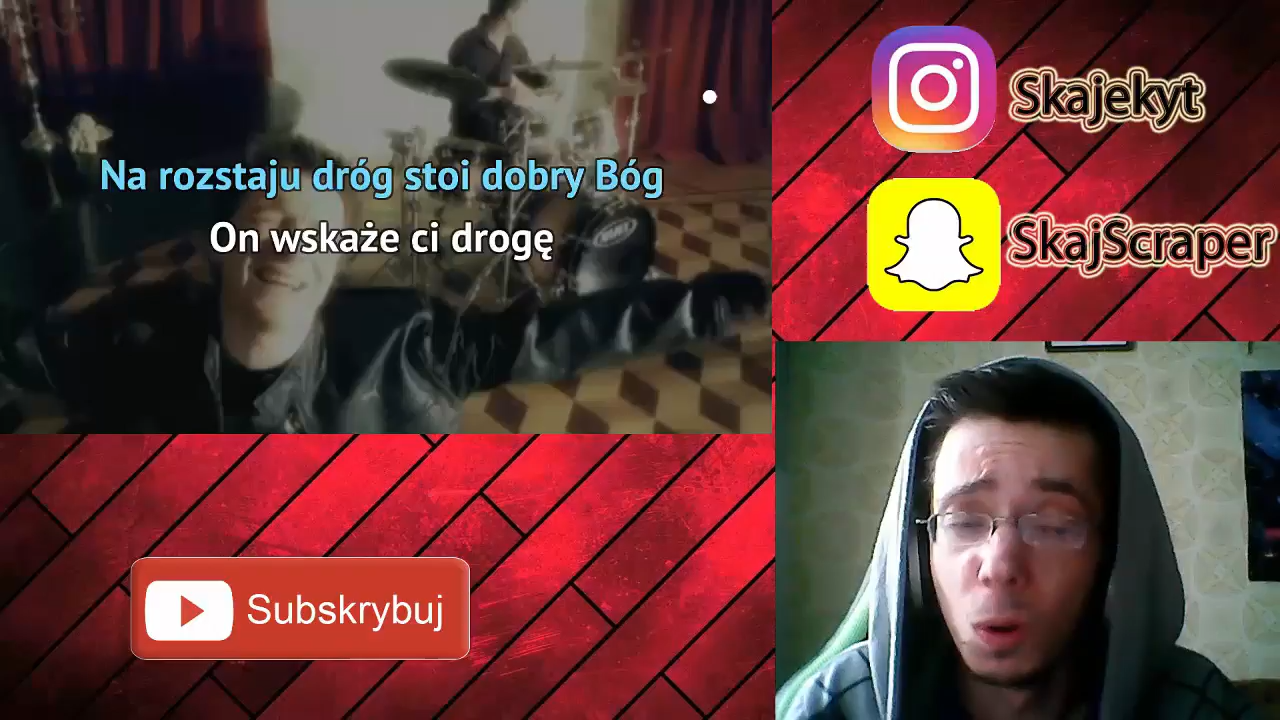 Na rozstaju dróg stoi dobry Bóg
On wskaże ci drogę
Skajekyt
SkajScraper
Subskrybuj